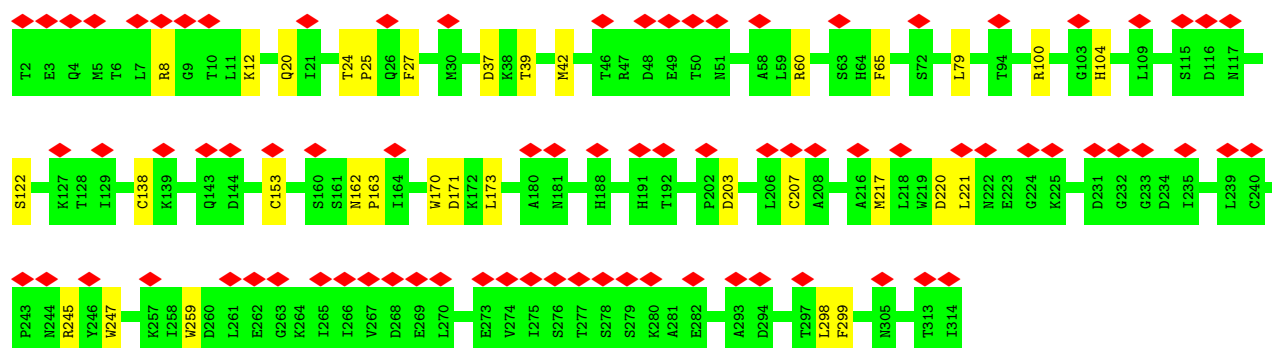 T2 E3 Q4 M5 T6 L7 R8 G9 T10 L11 K12 Q20 I21 T24 P25 Q26 F27 M30 D37 K38 T39 M42 T46 R47 D48 E49 T50 N51 A58 L59 R60 S63 H64 F65 S72 L79 T94 R100 G103 H104 L109 S115 D116 N117
S122 K127 T128 I129 C138 K139 Q143 D144 C153 S160 S161 N162 P163 I164 W170 D171 K172 L173 A180 N181 H188 H191 T192 P202 D203 L206 C207 A208 A216 M217 L218 W219 D220 L221 N222 E223 G224 K225 D231 G232 G233 D234 I235 L239 C240
P243 N244 R245 Y246 W247 K257 I258 W259 D260 L261 E262 G263 K264 I265 I266 V267 D268 E269 L270 E273 V274 I275 S276 T277 S278 S279 K280 A281 E282 A293 D294 T297 L298 F299 N305 T313 I314